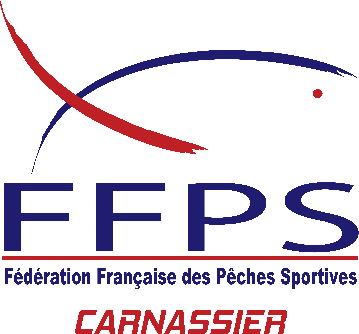 FFPS
Fédération Française des Pêches Sportives
CARNASSIER